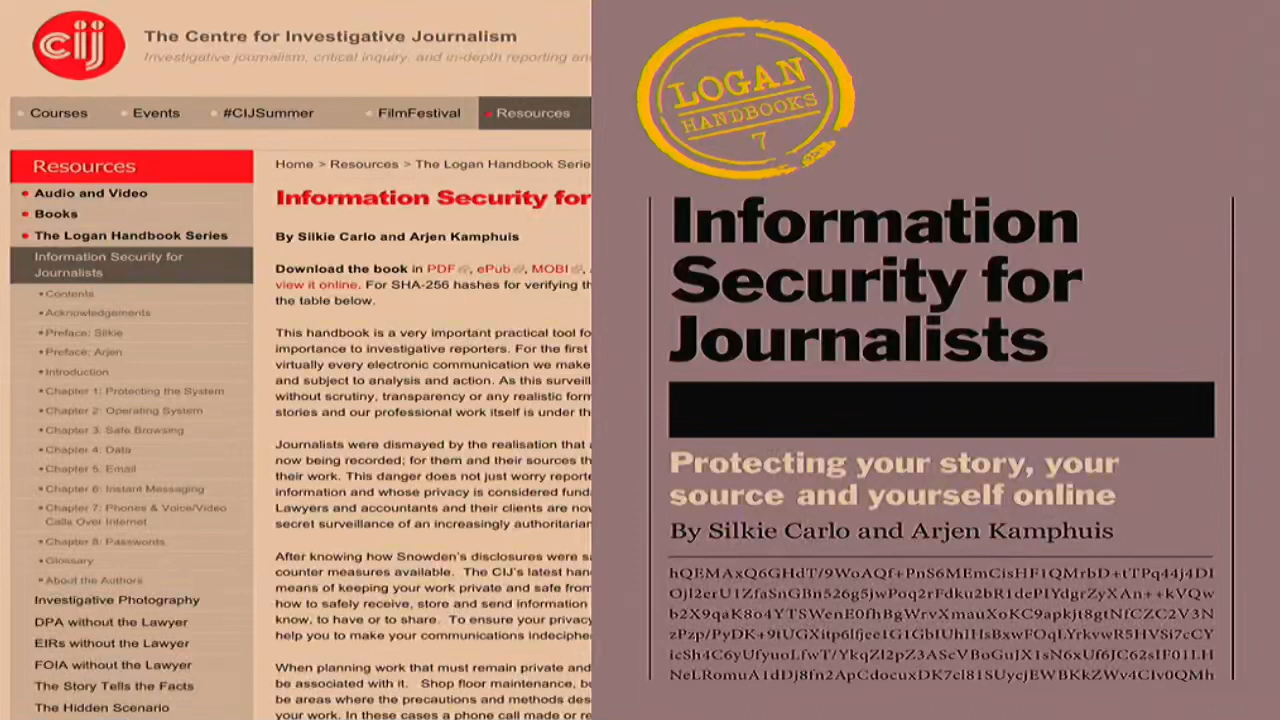 cij
The Centre for Investigative Journalism
Investigative journalism, critical inquiry, and in-depth reporting an
Courses
Events
#CIJSummer
FilmFestival
Resources
Resources
Audio and Video
Books
The Logan Handbook Series
Information Security for
Journalists
Contents
Acknowledgements
Preface: Silkie
Preface: Arjen
Introduction
Chapter 1: Protecting the System
Chapter 2: Operating System
Chapter 3: Safe Browsing
Chapter 4: Data
Chapter 5: Email
Chapter 6: Instant Messaging
Chapter 7: Phones & Voice/Video
Calls Over Internet
Chapter 8: Passwords
Glossary
About the Authors
Investigative Photography
DPA without the Lawyer
EIRs without the Lawyer
FOIA without the Lawyer
The Story Tells the Facts
The Hidden Scenario
Home > Resources > The Logan Handbook Serie
Information Security for
By Silkie Carlo and Arjen Kamphuis
Download the book in PDF, ePub, MOBI,
view it online. For SHA-256 hashes for verifying th
the table below.
This handbook is a very important practical tool fo
importance to investigative reporters. For the first
virtually every electronic communication we make
and subject to analysis and action. As this surveill
without scrutiny, transparency or any realistic form
stories and our professional work itself is under th
Journalists were dismayed by the realisation that
now being recorded; for them and their sources th
their work. This danger does not just worry reporte
information and whose privacy is considered fund
Lawyers and accountants and their clients are nov
secret surveillance of an increasingly authoritarian
After knowing how Snowden's disclosures were s
counter measures available. The CIJ's latest han
means of keeping your work private and safe from
how to safely receive, store and send information
know, to have or to share. To ensure your privacy
help you to make your communications indecipher
When planning work that must remain private and
be associated with it. Shop floor maintenance, b
be areas where the precautions and methods des
your work. In these cases a phone call made or re
LOGAN
HANDBOOKS
7
Information
Security for
Journalists
Protecting your story, your
source and yourself online
By Silkie Carlo and Arjen Kamphuis